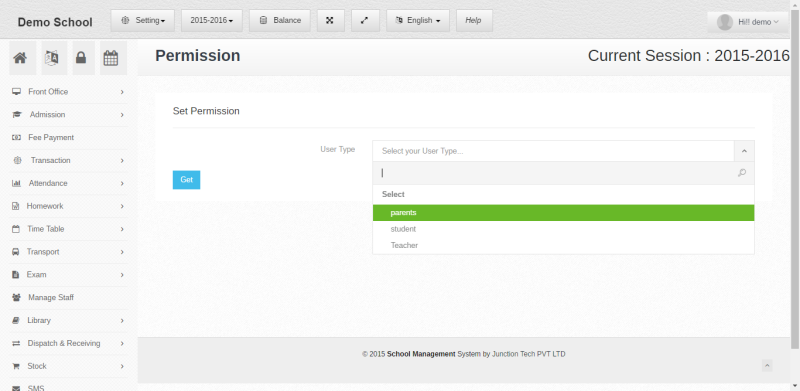 Demo School
Setting
2015-2016
Balance
English
Help
Hi!! demo
Permission
Current Session : 2015-2016
Front Office
Admission
Fee Payment
Transaction
Attendance
Homework
Time Table
Transport
Exam
Manage Staff
Library
Dispatch & Receiving
Stock
SMS
Set Permission
User Type
Select your User Type...
Select
parents
student
Teacher
Get
© 2015 School Management System by Junction Tech PVT LTD